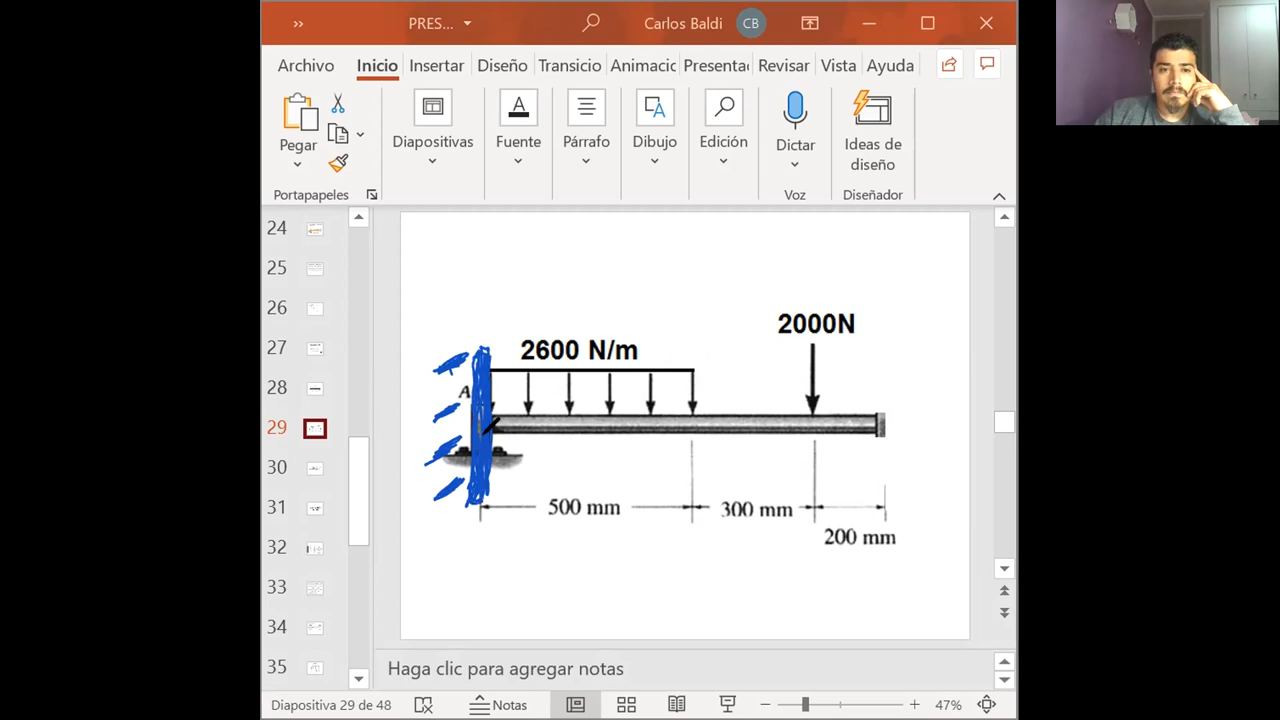 PRES...
Carlos Baldi
CB
Archivo Inicio Insertar Diseño Transicio Animacic Presentac Revisar Vista Ayuda
Pegar
Diapositivas
Fuente
Párrafo
Dibujo
Edición
Dictar
Ideas de
diseño
Portapapeles
Voz
Diseñador
24
25
26
27
28
29
30
31
32
33
34
35
2000N
2600 N/m
A
500 mm
300 mm
200 mm
Haga clic para agregar notas
Diapositiva 29 de 48
Notas
47%